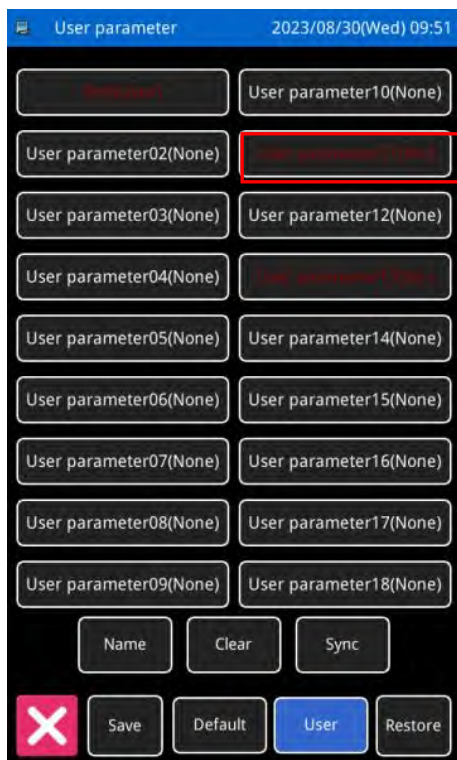 User parameter 2023/08/30(Wed) 09:51
User parameter10(None)
User parameter02(None)
User parameter03(None) User parameter12(None)
User parameter04(None)
User parameter05(None) User parameter14(None)
User parameter06(None) User parameter15(None)
User parameter07(None) User parameter16(None)
User parameter08(None) User parameter17(None)
User parameter09(None) User parameter18(None)
Name Clear Sync
Save Default User Restore